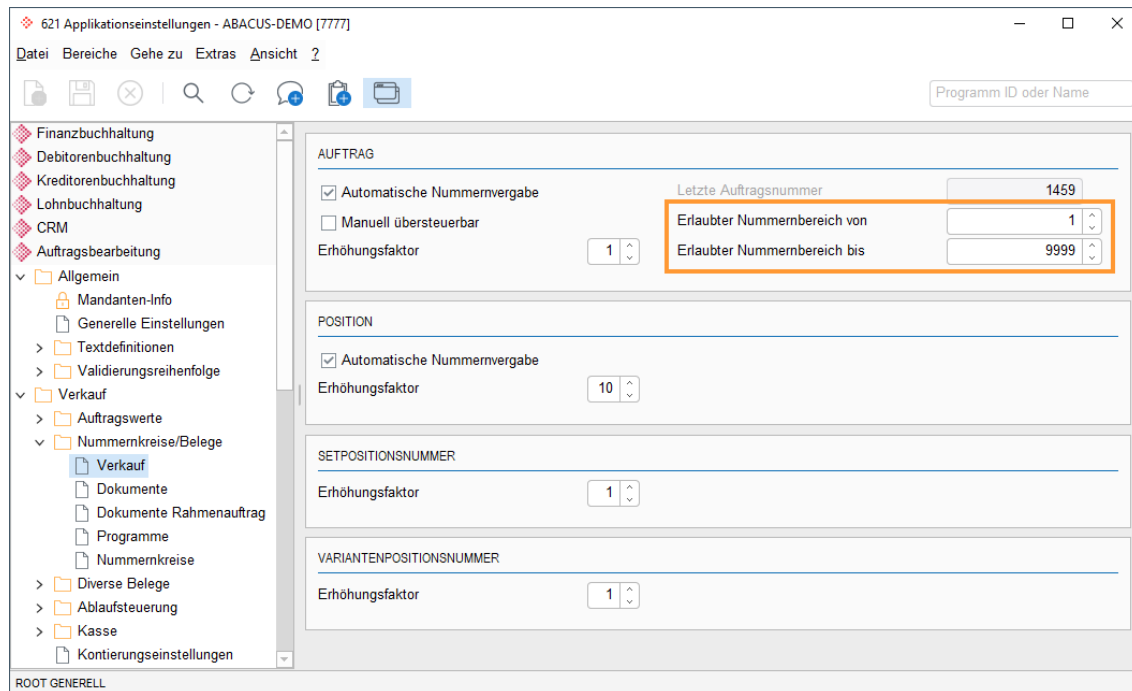 621 Applikationseinstellungen - ABACUS-DEMO [7777]
Datei Bereiche Gehe zu Extras Ansicht ?
Programm ID oder Name
Finanzbuchhaltung
Debitorenbuchhaltung
Kreditorenbuchhaltung
Lohnbuchhaltung
CRM
Auftragsbearbeitung
Allgemein
Mandanten-Info
Generelle Einstellungen
Textdefinitionen
Validierungsreihenfolge
Verkauf
Auftragswerte
Nummernkreise/Belege
Verkauf
Dokumente
Dokumente Rahmenauftrag
Programme
Nummernkreise
Diverse Belege
Ablaufsteuerung
Kasse
Kontierungseinstellungen
AUFTRAG
Automatische Nummernvergabe
Letzte Auftragsnummer 1459
Manuell übersteuerbar
Erlaubter Nummernbereich von 1
Erhöhungsfaktor 1
Erlaubter Nummernbereich bis 9999
POSITION
Automatische Nummernvergabe
Erhöhungsfaktor 10
SETPOSITIONSNUMMER
Erhöhungsfaktor 1
VARIANTENPOSITIONSNUMMER
Erhöhungsfaktor 1
ROOT GENERELL